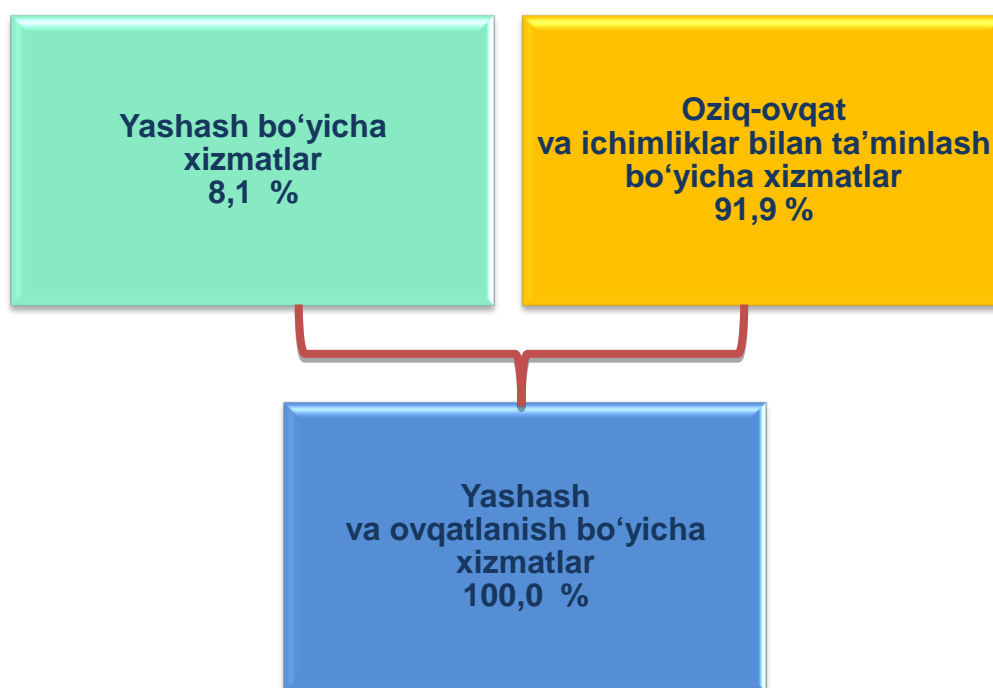 Yashash bo‘yicha
xizmatlar
8,1 %
Oziq-ovqat
va ichimliklar bilan ta’minlash
bo‘yicha xizmatlar
91,9 %
Yashash
va ovqatlanish bo‘yicha
xizmatlar
100,0 %